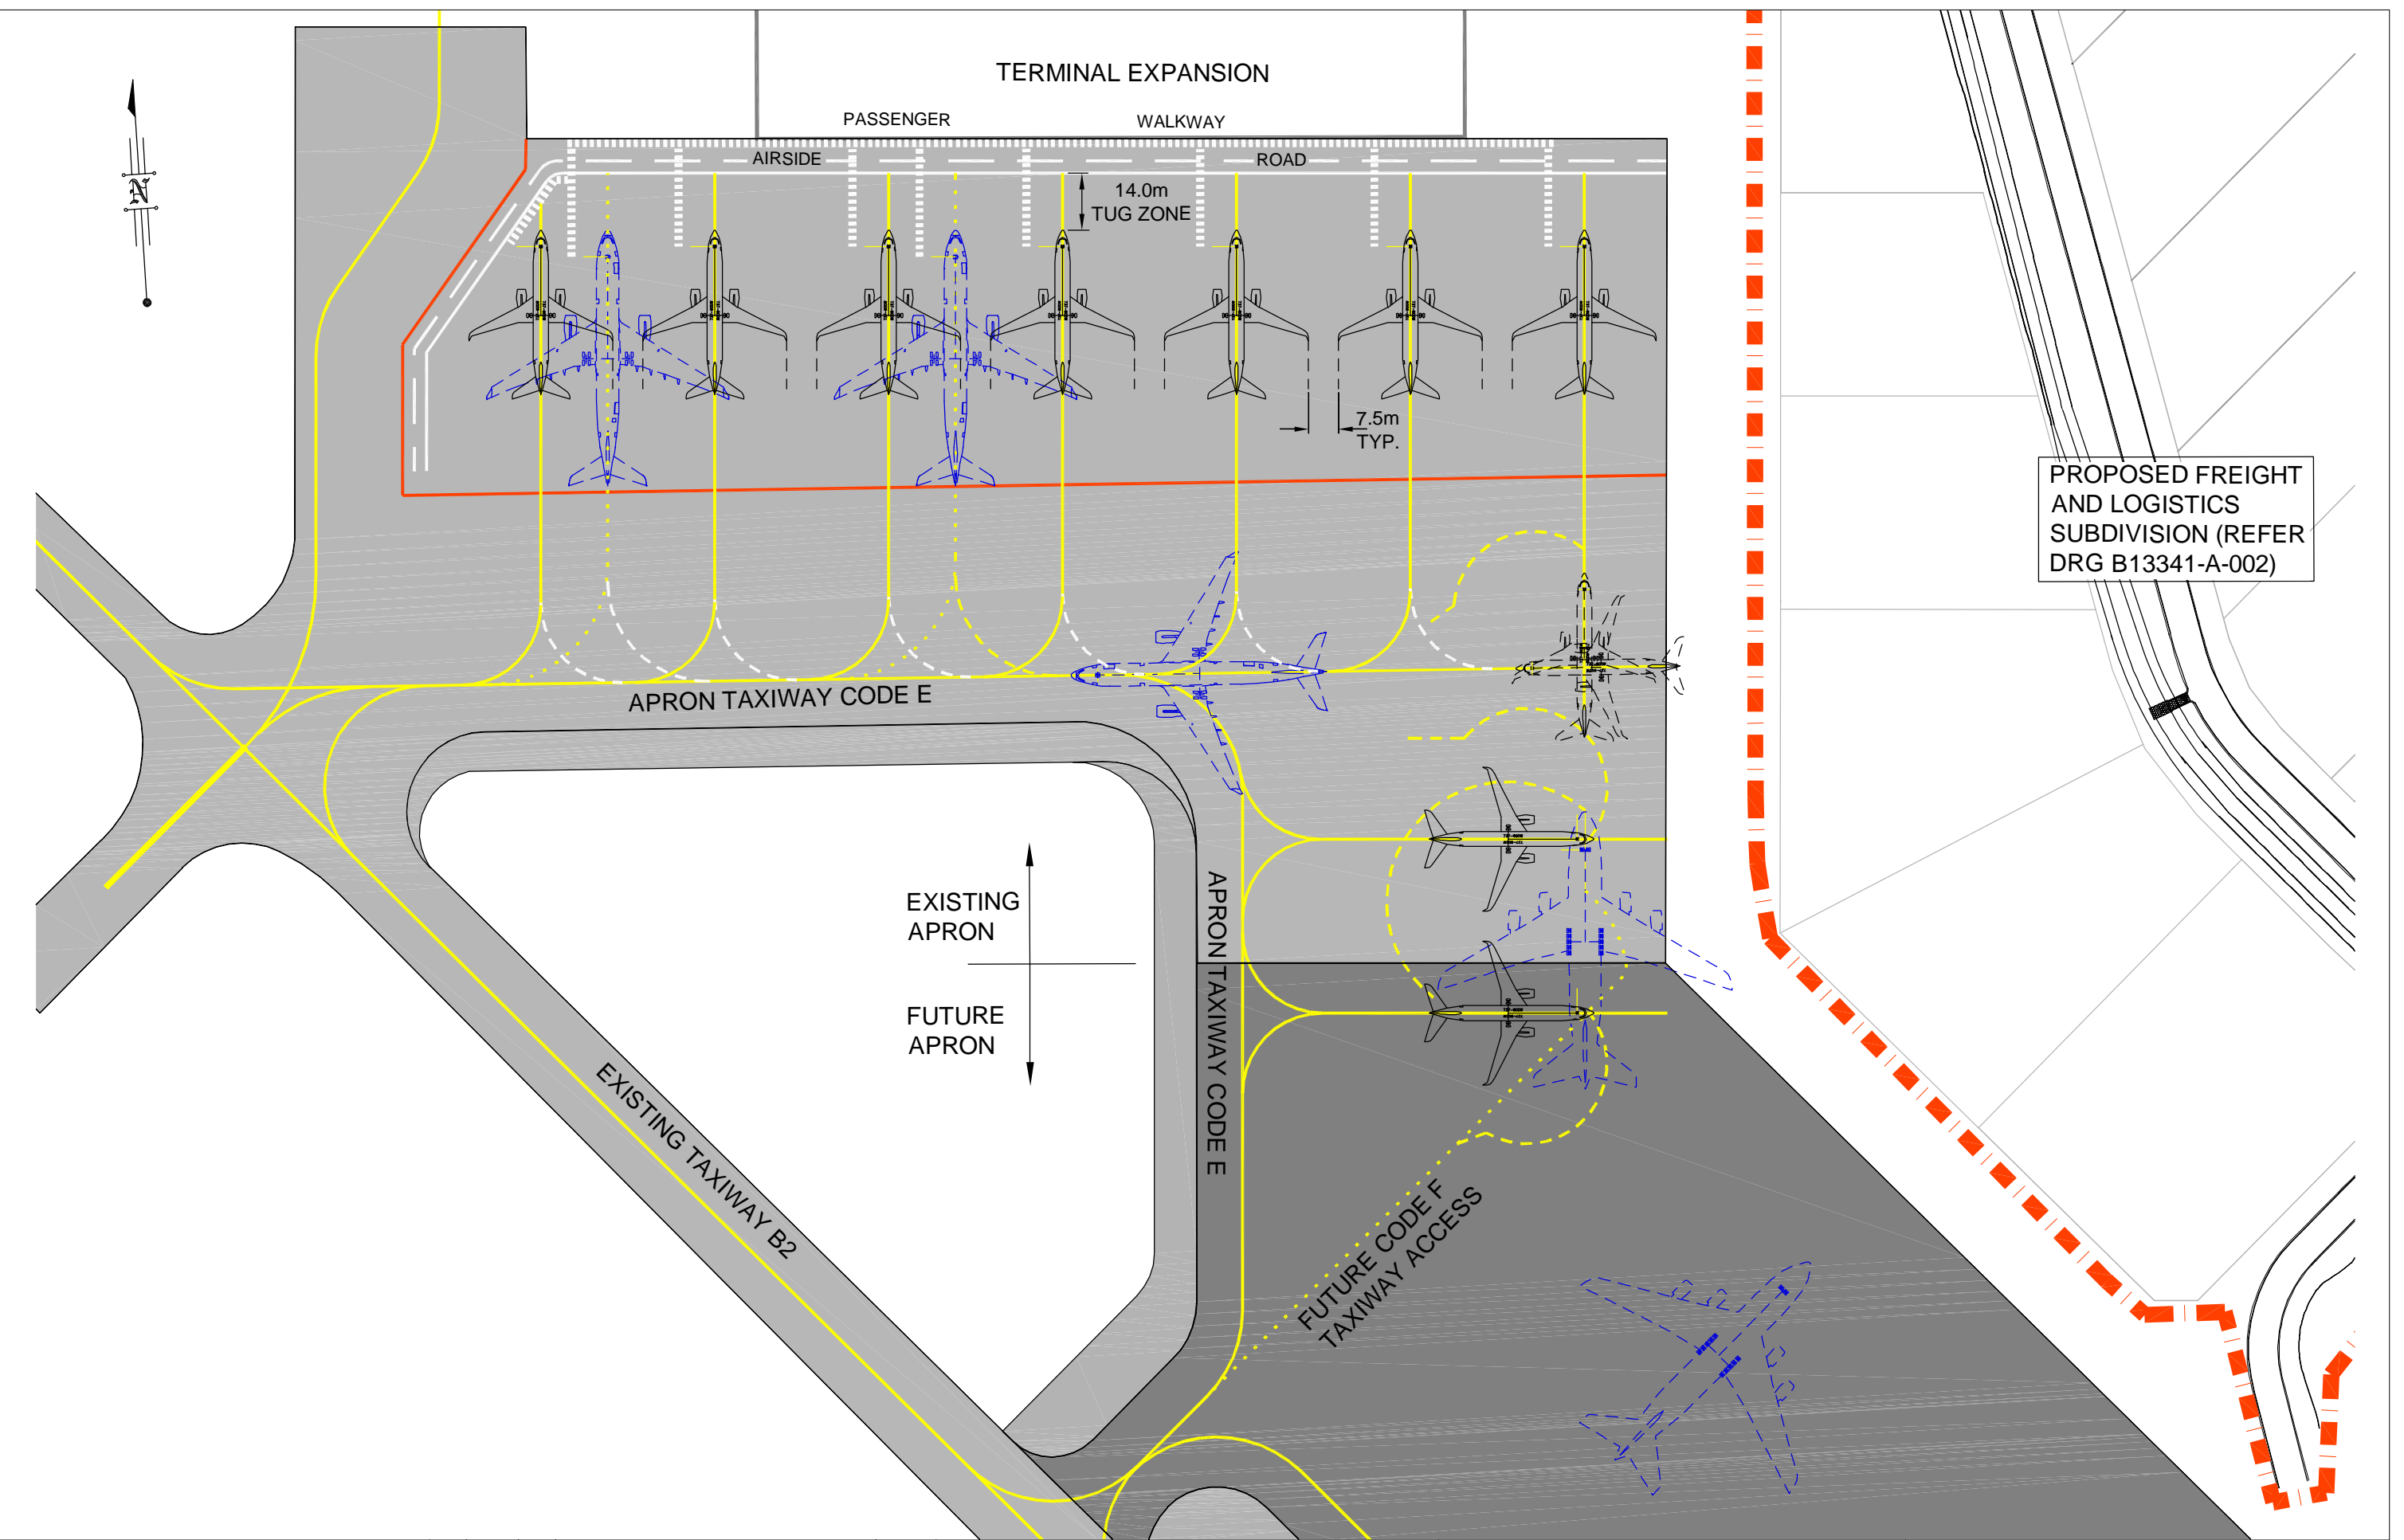 TERMINAL EXPANSION
PASSENGER WALKWAY
AIRSIDE ROAD
14.0m
TUG ZONE
7.5m
TYP.
PROPOSED FREIGHT
AND LOGISTICS
SUBDIVISION (REFER
DRG B13341-A-002)
APRON TAXIWAY CODE E
EXISTING
APRON
FUTURE
APRON
APRON TAXIWAY CODE E
EXISTING TAXIWAY B2
FUTURE CODE F
TAXIWAY ACCESS